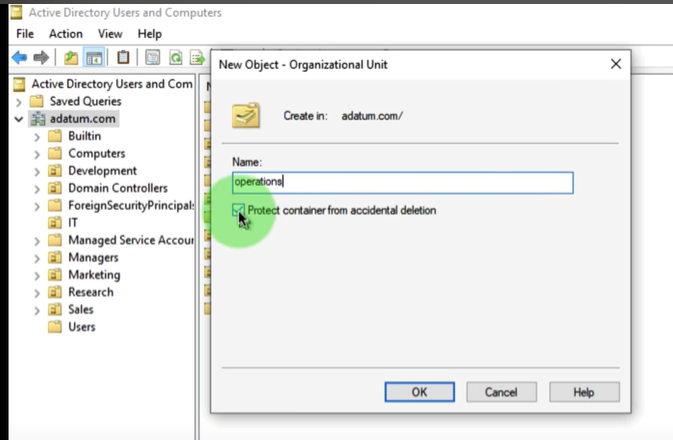 Active Directory Users and Computers
File Action View Help
Active Directory Users and Com
Saved Queries
adatum.com
Builtin
Computers
Development
Domain Controllers
ForeignSecurityPrincipals
IT
Managed Service Accour
Managers
Marketing
Research
Sales
Users
New Object - Organizational Unit
Create in: adatum.com/
Name:
operations
Protect container from accidental deletion
OK Cancel Help